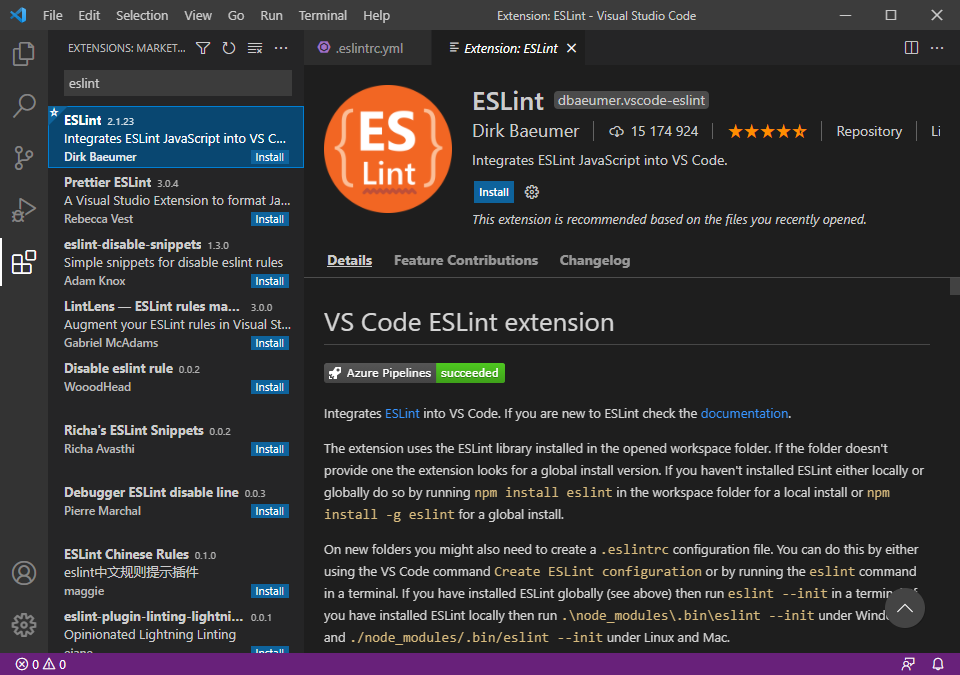 File Edit Selection View Go Run Terminal Help Extension: ESLint - Visual Studio Code
EXTENSIONS: MARKET...
eslint
ESLint 2.1.23
Integrates ESLint JavaScript into VS C...
Dirk Baeumer Install
Prettier ESLint 3.0.4
A Visual Studio Extension to format Ja...
Rebecca Vest Install
eslint-disable-snippets 1.3.0
Simple snippets for disable eslint rules
Adam Knox Install
LintLens — ESLint rules ma... 3.0.0
Augment your ESLint rules in Visual St...
Gabriel McAdams Install
Disable eslint rule 0.0.2
WooodHead Install
Richa's ESLint Snippets 0.0.2
Richa Avasthi Install
Debugger ESLint disable line 0.0.3
Pierre Marchal Install
ESLint Chinese Rules 0.1.0
eslint中文规则提示插件
maggie Install
eslint-plugin-linting-lightni... 0.0.1
Opinionated Lightning Linting
Install
.eslintrc.yml Extension: ESLint
{ES}
Lint
ESLint dbaeumer.vscode-eslint
Dirk Baeumer 15 174 924 Repository Li
Integrates ESLint JavaScript into VS Code.
Install
This extension is recommended based on the files you recently opened.
Details Feature Contributions Changelog
VS Code ESLint extension
Azure Pipelines succeeded
Integrates ESLint into VS Code. If you are new to ESLint check the documentation.
The extension uses the ESLint library installed in the opened workspace folder. If the folder doesn't
provide one the extension looks for a global install version. If you haven't installed ESLint either locally or
globally do so by running npm install eslint in the workspace folder for a local install or npm
install -g eslint for a global install.
On new folders you might also need to create a .eslintrc configuration file. You can do this by either
using the VS Code command Create ESLint configuration or by running the eslint command
in a terminal. If you have installed ESLint globally (see above) then run eslint --init in a termin
you have installed ESLint locally then run .\node_modules\.bin\eslint --init under Wind
and ./node_modules/.bin/eslint --init under Linux and Mac.
0 0